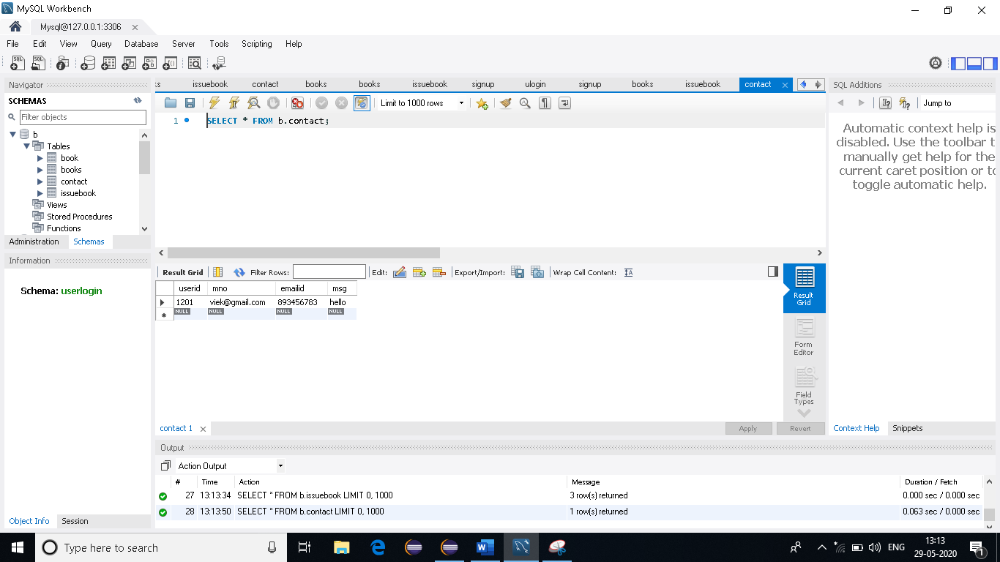 MySQL Workbench
Mysql@127.0.0.1:3306
File Edit View Query Database Server Tools Scripting Help
Navigator
SCHEMAS
Filter objects
b
Tables
book
books
contact
issuebook
Views
Stored Procedures
Functions
Administration Schemas
Information
Schema: userlogin
Object Info Session
ks issuebook contact books books issuebook signup ulogin signup books issuebook contact
Limit to 1000 rows
1 SELECT * FROM b.contact;
Result Grid Filter Rows: Edit: Export/Import: Wrap Cell Content:
userid mno emailid msg
1201 viek@gmail.com 893456783 hello
NULL NULL NULL NULL
Result
Grid
Form
Editor
Field
Types
contact 1 Apply Revert
SQL Additions
Jump to
Automatic context help is
disabled. Use the toolbar t
manually get help for the
current caret position or to
toggle automatic help.
Context Help Snippets
Output
Action Output
# Time Action Message Duration / Fetch
27 13:13:34 SELECT * FROM b.issuebook LIMIT 0, 1000 3 row(s) returned 0.000 sec / 0.000 sec
28 13:13:50 SELECT * FROM b.contact LIMIT 0, 1000 1 row(s) returned 0.063 sec / 0.000 sec
Type here to search
ENG
13:13
29-05-2020
1